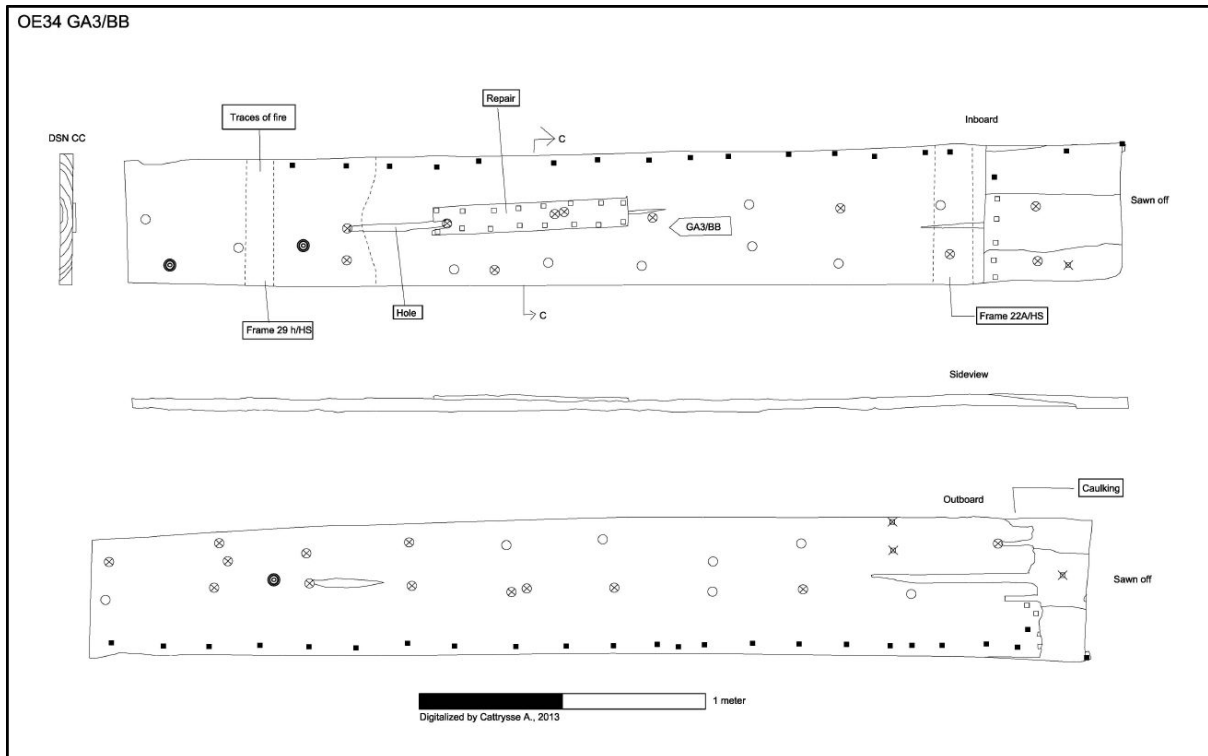 OE34 GA3/BB
Repair
Traces of fire
DSN CC
C
Inboard
Sawn off
GA3/BB
Hole
Frame 29 h/HS
C
Frame 22A/HS
Sideview
Outboard
Caulking
Sawn off
1 meter
Digitalized by Cattrysse A., 2013